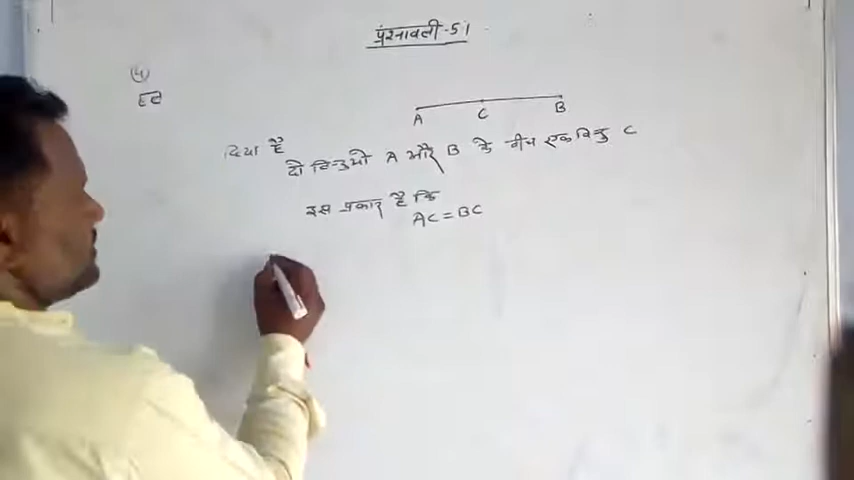 प्रश्नावली-5.1
(4)
हल
A C B
दिया है
दो बिन्दुओ A और B के बीच एक बिन्दु C
इस प्रकार है कि
AC = BC